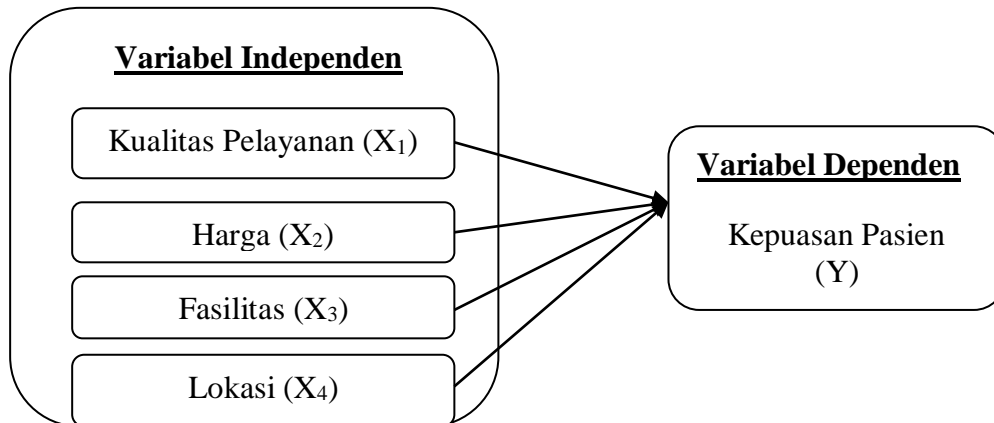 Variabel Independen
Kualitas Pelayanan (X₁)
Harga (X₂)
Fasilitas (X₃)
Lokasi (X₄)
Variabel Dependen
Kepuasan Pasien
(Y)